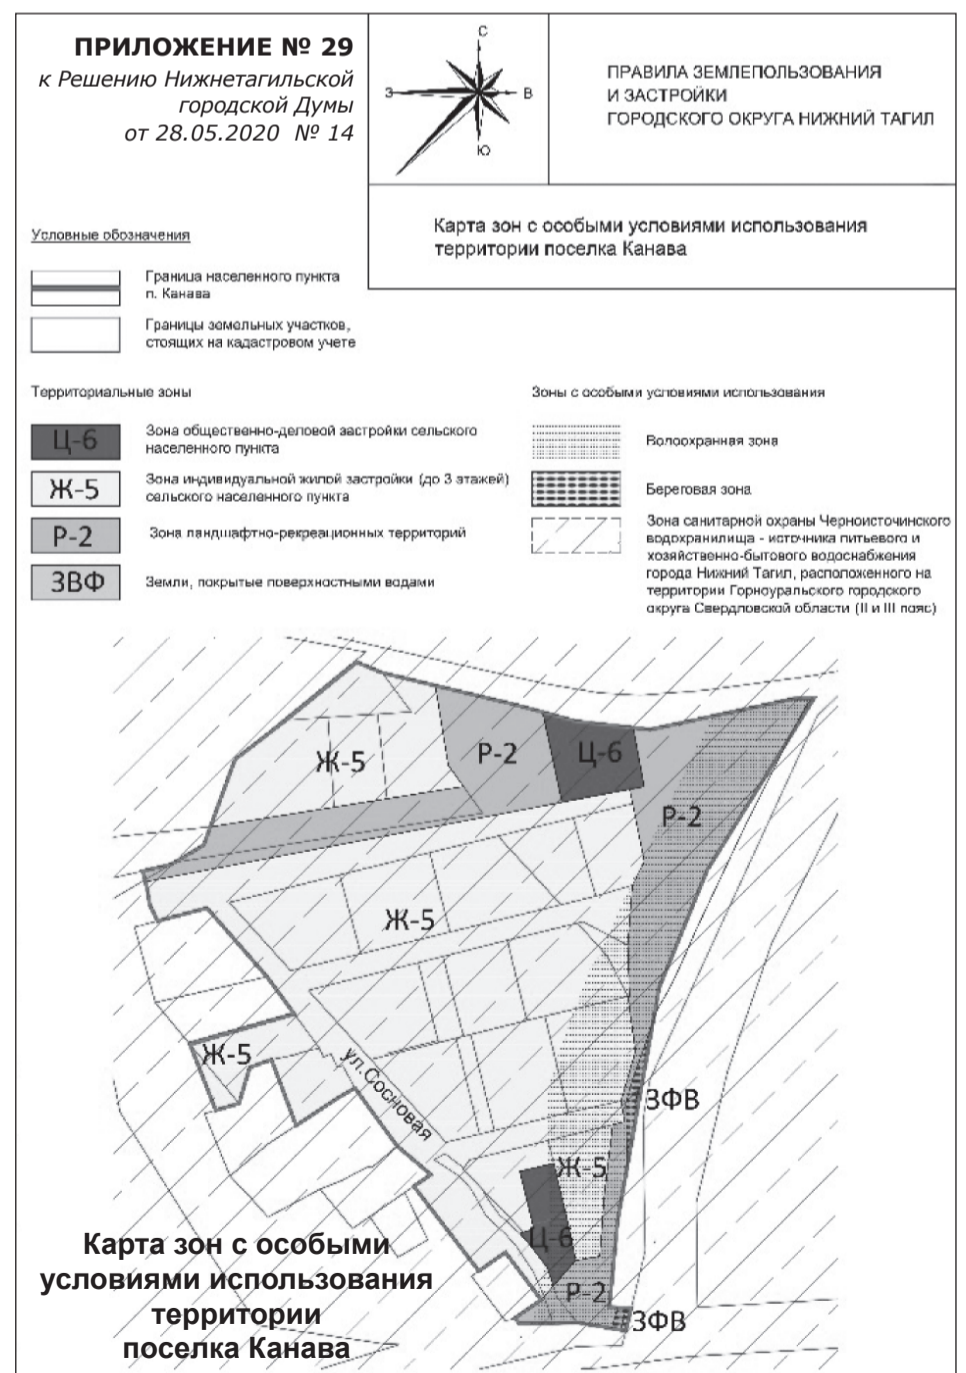 ПРИЛОЖЕНИЕ № 29
к Решению Нижнетагильской
городской Думы
от 28.05.2020 № 14
С
З
В
Ю
ПРАВИЛА ЗЕМЛЕПОЛЬЗОВАНИЯ
И ЗАСТРОЙКИ
ГОРОДСКОГО ОКРУГА НИЖНИЙ ТАГИЛ
Карта зон с особыми условиями использования
территории поселка Канава
Условные обозначения
Граница населенного пункта
п. Канава
Границы земельных участков,
стоящих на кадастровом учете
Территориальные зоны
Ц-6
Зона общественно-деловой застройки сельского
населенного пункта
Ж-5
Зона индивидуальной жилой застройки (до 3 этажей)
сельского населенного пункта
Р-2
Зона ландшафтно-рекреационных территорий
ЗВФ
Земли, покрытые поверхностными водами
Зоны с особыми условиями использования
Водоохранная зона
Береговая зона
Зона санитарной охраны Черноисточинского
водохранилища - источника питьевого и
хозяйственно-бытового водоснабжения
города Нижний Тагил, расположенного на
территории Горноуральского городского
округа Свердловской области (II и III пояс)
Ж-5
Р-2
Ц-6
Р-2
Ж-5
Ж-5
ул.Сосновая
ЗФВ
Ж-5
Ц-6
Р-2
ЗФВ
Карта зон с особыми
условиями использования
территории
поселка Канава